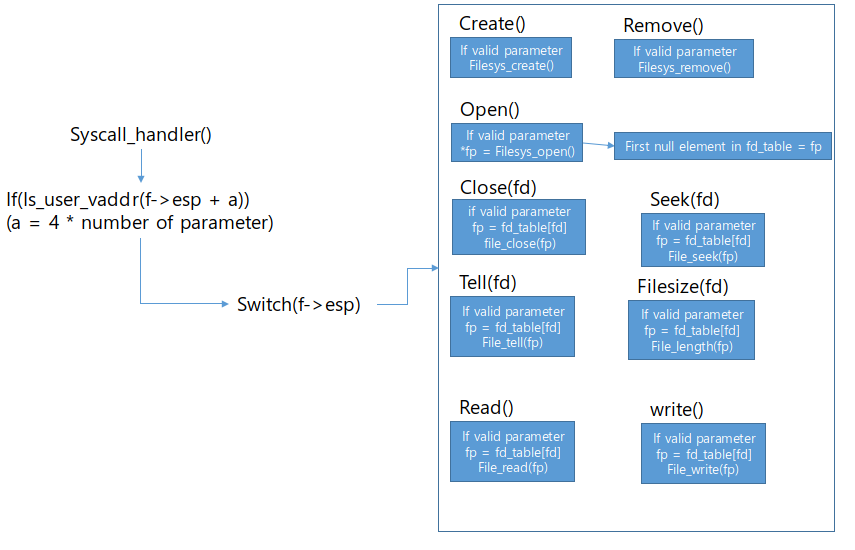 Syscall_handler()
If(Is_user_vaddr(f->esp + a))
(a = 4 * number of parameter)
Switch(f->esp)
Create()
If valid parameter
Filesys_create()
Remove()
If valid parameter
Filesys_remove()
Open()
If valid parameter
*fp = Filesys_open()
First null element in fd_table = fp
Close(fd)
if valid parameter
fp = fd_table[fd]
file_close(fp)
Seek(fd)
If valid parameter
fp = fd_table[fd]
File_seek(fp)
Tell(fd)
If valid parameter
fp = fd_table[fd]
File_tell(fp)
Filesize(fd)
If valid parameter
fp = fd_table[fd]
File_length(fp)
Read()
If valid parameter
fp = fd_table[fd]
File_read(fp)
write()
If valid parameter
fp = fd_table[fd]
File_write(fp)